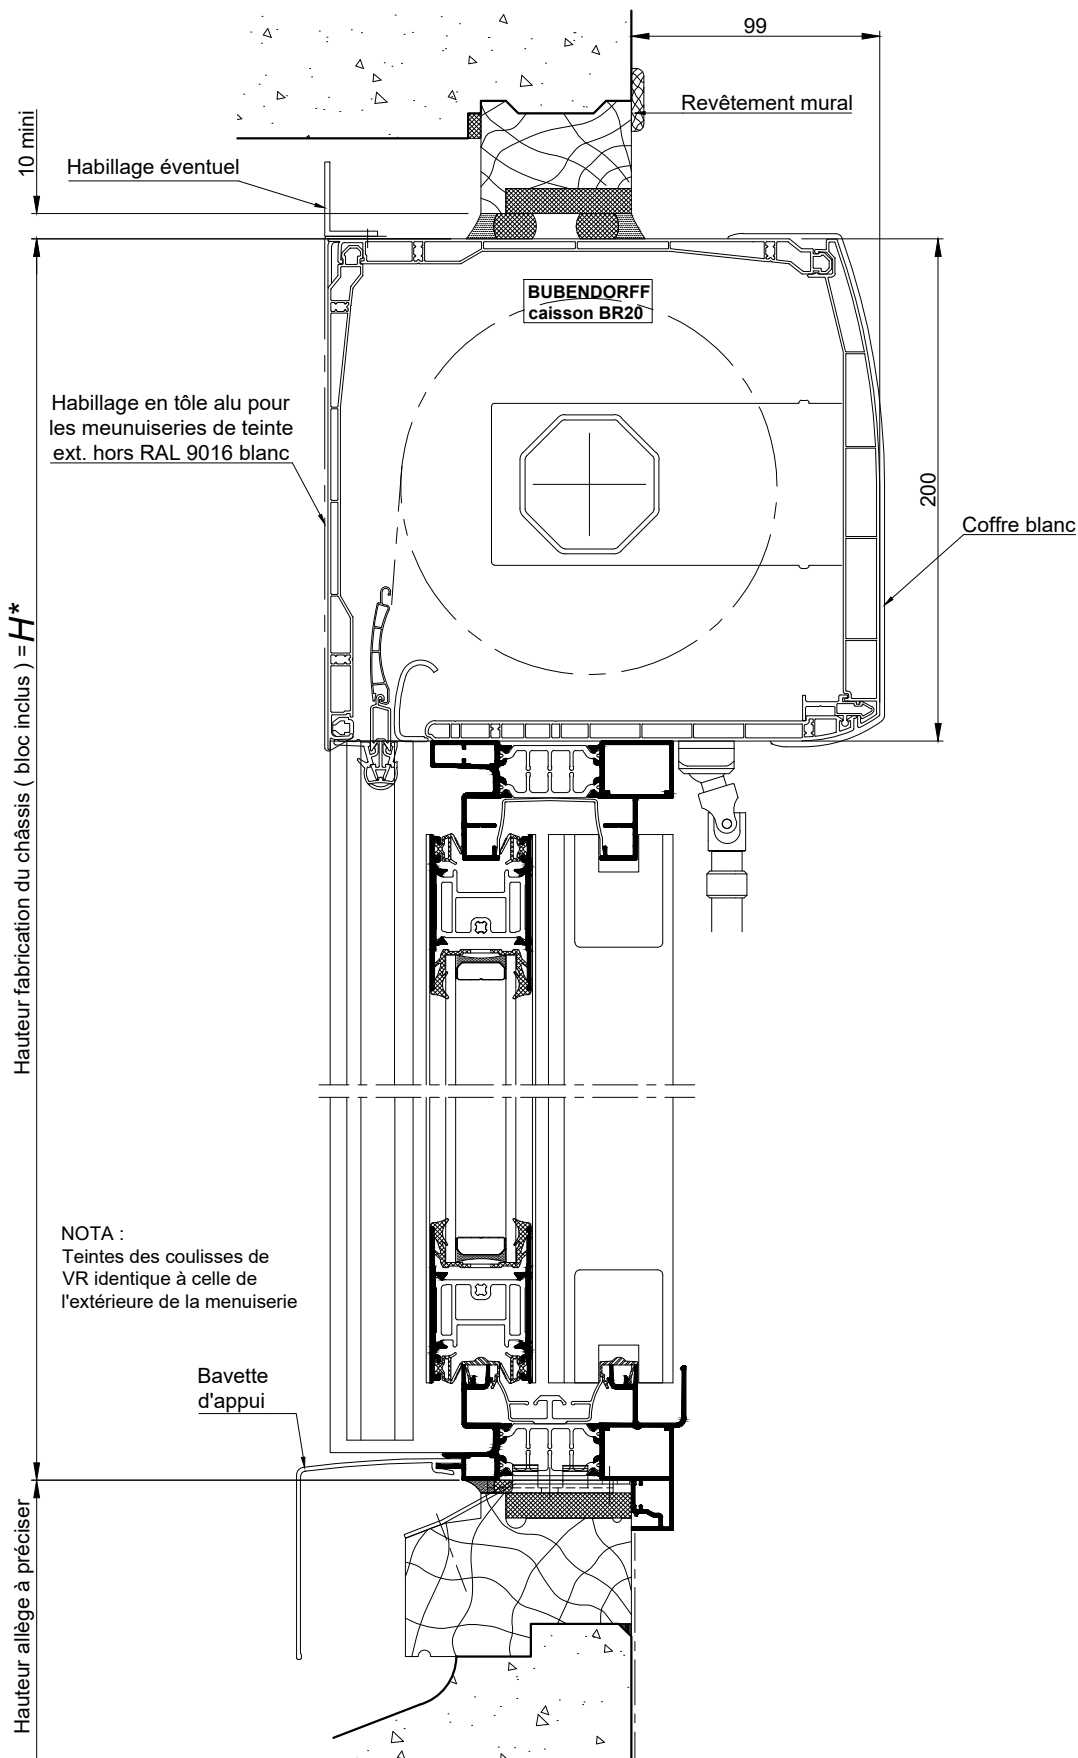 99
Revêtement mural
10 mini
Habillage éventuel
BUBENDORFF
caisson BR20
Habillage en tôle alu pour
les meunuiseries de teinte
ext. hors RAL 9016 blanc
200
Coffre blanc
Hauteur fabrication du châssis ( bloc inclus ) = H*
NOTA :
Teintes des coulisses de
VR identique à celle de
l'extérieure de la menuiserie
Bavette
d'appui
Hauteur allège à préciser